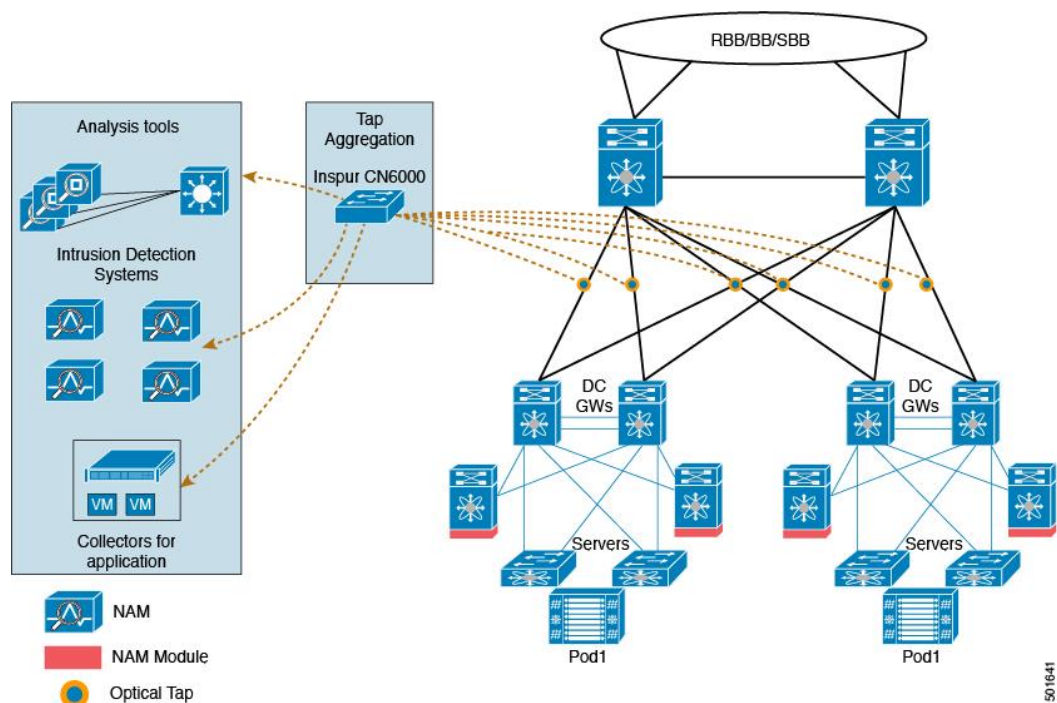 RBB/BB/SBB
Analysis tools
Tap
Aggregation
Inspur CN6000
Intrusion Detection
Systems
VM VM
Collectors for
application
DC
GWs
DC
GWs
Servers
Servers
Pod1
Pod1
NAM
NAM Module
Optical Tap
501641